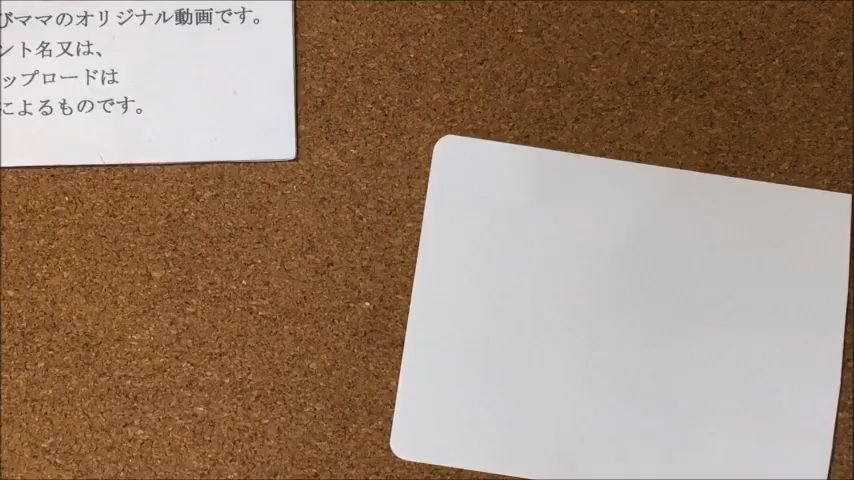 びママのオリジナル動画です。
ント名又は、
ップロードは
によるものです。